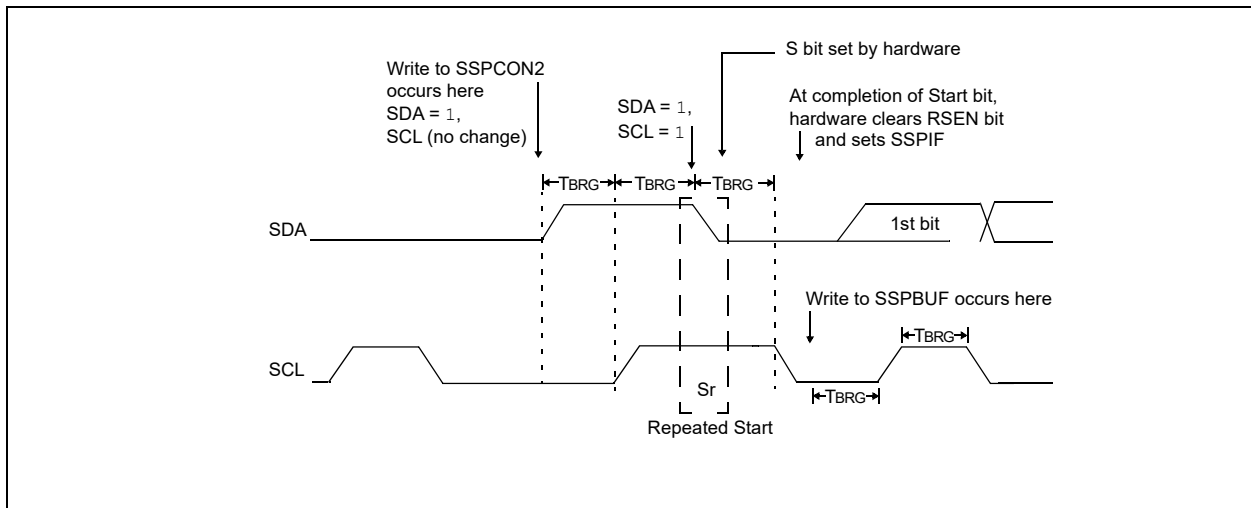 S bit set by hardware
Write to SSPCON2
occurs here
SDA = 1,
SCL (no change)
SDA = 1,
SCL = 1
At completion of Start bit,
hardware clears RSEN bit
and sets SSPIF
TBRG
TBRG
TBRG
SDA
1st bit
Write to SSPBUF occurs here
TBRG
SCL
TBRG
Sr
Repeated Start